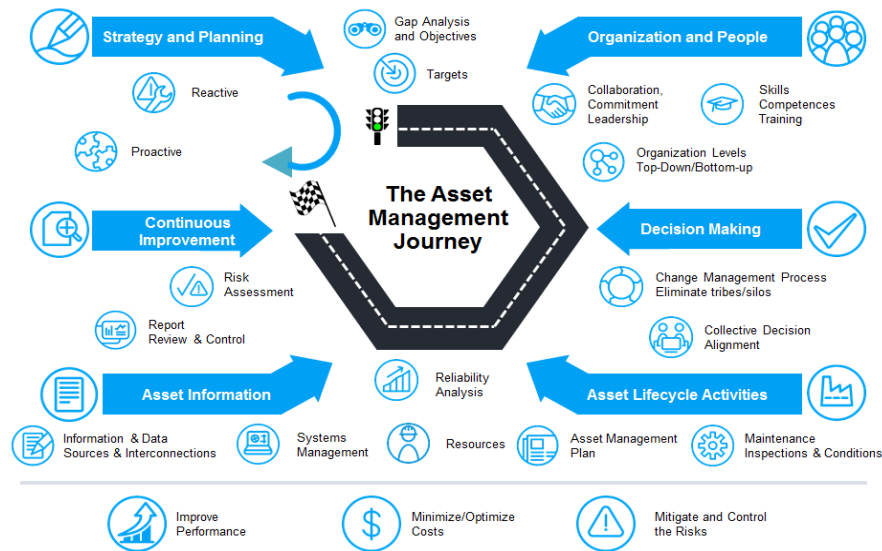 Strategy and Planning
Gap Analysis
and Objectives
Organization and People
Targets
Reactive
Proactive
Collaboration,
Commitment
Leadership
Skills
Competences
Training
Organization Levels
Top-Down/Bottom-up
The Asset
Management
Journey
Continuous
Improvement
Decision Making
Risk
Assessment
Report
Review & Control
Change Management Process
Eliminate tribes/silos
Collective Decision
Alignment
Asset Information
Reliability
Analysis
Asset Lifecycle Activities
Information & Data
Sources & Interconnections
Systems
Management
Resources
Asset Management
Plan
Maintenance
Inspections & Conditions
Improve
Performance
$
Minimize/Optimize
Costs
Mitigate and Control
the Risks